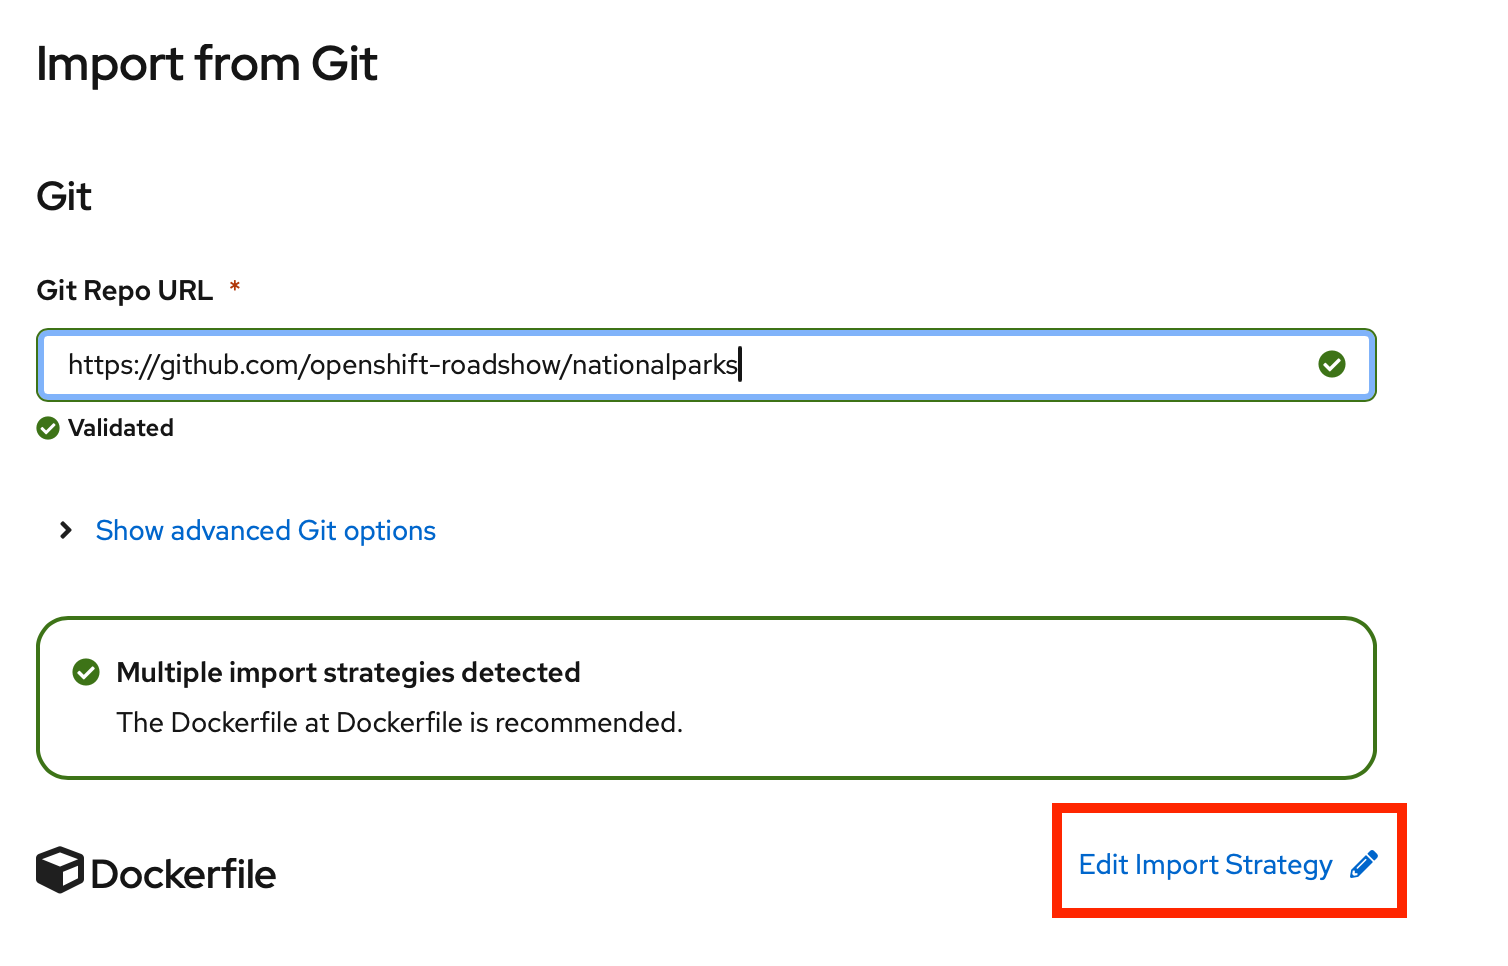 Import from Git
Git
Git Repo URL *
https://github.com/openshift-roadshow/nationalparks
Validated
Show advanced Git options
Multiple import strategies detected
The Dockerfile at Dockerfile is recommended.
Dockerfile
Edit Import Strategy